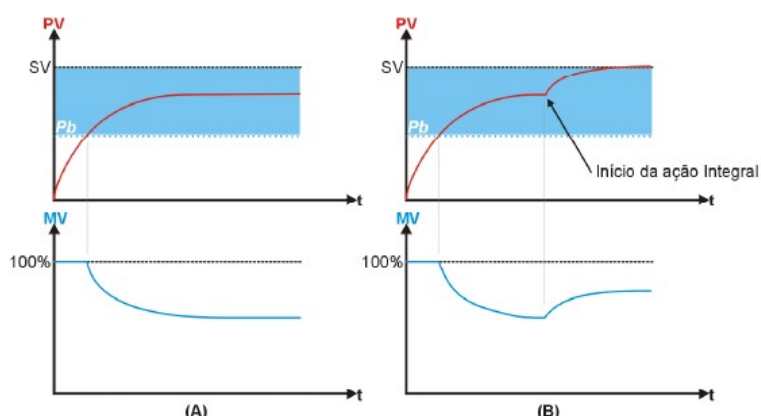 PV
SV
Pb
t
MV
100%
t
(A)
PV
SV
Pb
Início da ação Integral
t
MV
100%
t
(B)